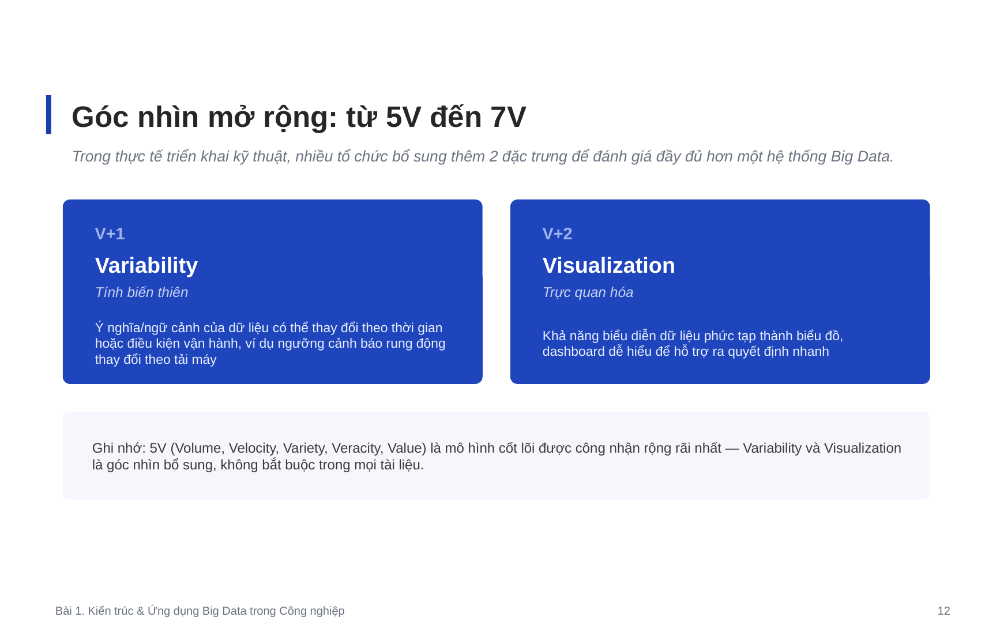 Góc nhìn mở rộng: từ 5V đến 7V
Trong thực tế triển khai kỹ thuật, nhiều tổ chức bổ sung thêm 2 đặc trưng để đánh giá đầy đủ hơn một hệ thống Big Data.
V+1
Variability
Tính biến thiên
Ý nghĩa/ngữ cảnh của dữ liệu có thể thay đổi theo thời gian
hoặc điều kiện vận hành, ví dụ ngưỡng cảnh báo rung động
thay đổi theo tải máy
V+2
Visualization
Trực quan hóa
Khả năng biểu diễn dữ liệu phức tạp thành biểu đồ,
dashboard dễ hiểu để hỗ trợ ra quyết định nhanh
Ghi nhớ: 5V (Volume, Velocity, Variety, Veracity, Value) là mô hình cốt lõi được công nhận rộng rãi nhất — Variability và Visualization
là góc nhìn bổ sung, không bắt buộc trong mọi tài liệu.
Bài 1. Kiến trúc & Ứng dụng Big Data trong Công nghiệp
12